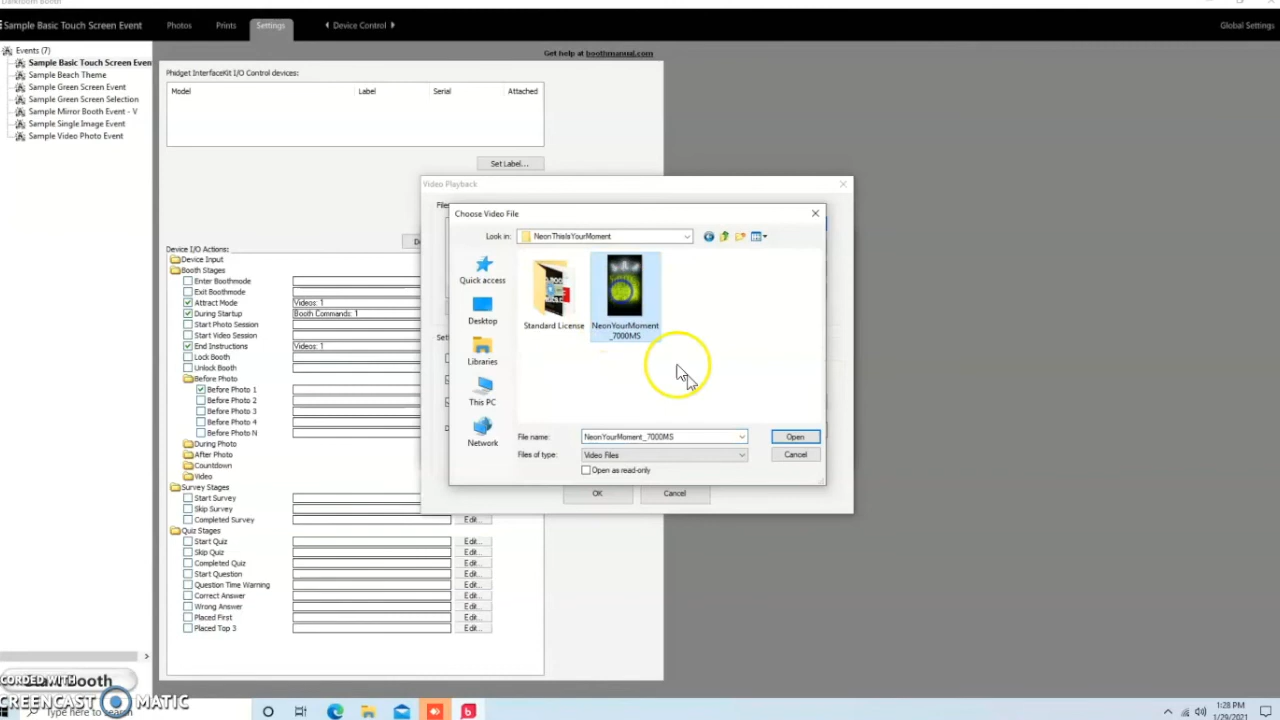 Darkroom Booth
Sample Basic Touch Screen Event
Photos
Prints
Settings
Device Control
Global Settings
Events (7)
Sample Basic Touch Screen Even
Sample Beach Theme
Sample Green Screen Event
Sample Green Screen Selection
Sample Mirror Booth Event - V
Sample Single Image Event
Sample Video Photo Event
Get help at boothmanual.com
Phidget InterfaceKit I/O Control devices:
Model
Label
Serial
Attached
Set Label...
Video Playback
Choose Video File
Look in:
NeonThisIsYourMoment
Quick access
Desktop
Libraries
This PC
Network
Standard License
NeonYourMoment
_7000MS
File name:
NeonYourMoment_7000MS
Open
Files of type:
Video Files
Cancel
Open as read-only
OK
Cancel
Device I/O Actions:
Device Input
Booth Stages
Enter Boothmode
Exit Boothmode
Attract Mode
Videos: 1
During Startup
Booth Commands: 1
Start Photo Session
Start Video Session
End Instructions
Videos: 1
Lock Booth
Unlock Booth
Before Photo
Before Photo 1
Before Photo 2
Before Photo 3
Before Photo 4
Before Photo N
During Photo
After Photo
Countdown
Video
Survey Stages
Start Survey
Skip Survey
Completed Survey
Edit...
Quiz Stages
Start Quiz
Edit...
Skip Quiz
Edit...
Completed Quiz
Edit...
Start Question
Edit...
Question Time Warning
Edit...
Correct Answer
Edit...
Wrong Answer
Edit...
Placed First
Edit...
Placed Top 3
Edit...
Start Booth
CORDED WITH
REENCAST MATIC
Type here to search
1:28 PM
1/29/2021